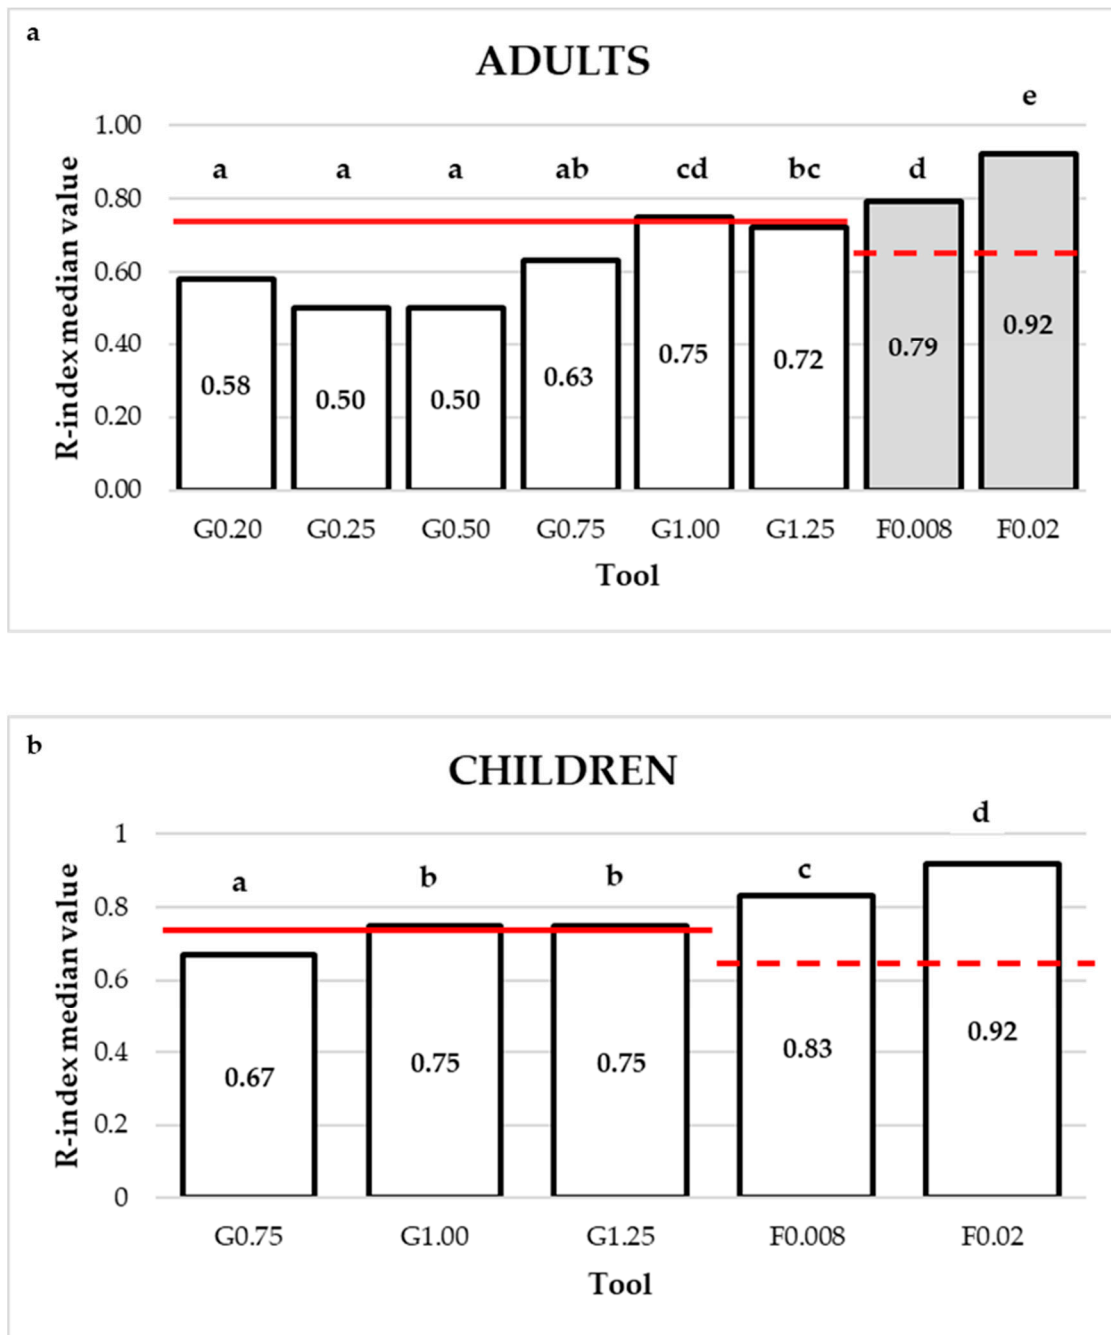 a
ADULTS
e
1.00
a a a ab cd bc d
0.80
0.60
0.40
0.20
0.00
R-index median value
0.58 0.50 0.50 0.63 0.75 0.72 0.79 0.92
G0.20 G0.25 G0.50 G0.75 G1.00 G1.25 F0.008 F0.02
Tool
b
CHILDREN
d
1
a b b c
0.8
0.6
0.4
0.2
0
R-index median value
0.67 0.75 0.75 0.83 0.92
G0.75 G1.00 G1.25 F0.008 F0.02
Tool